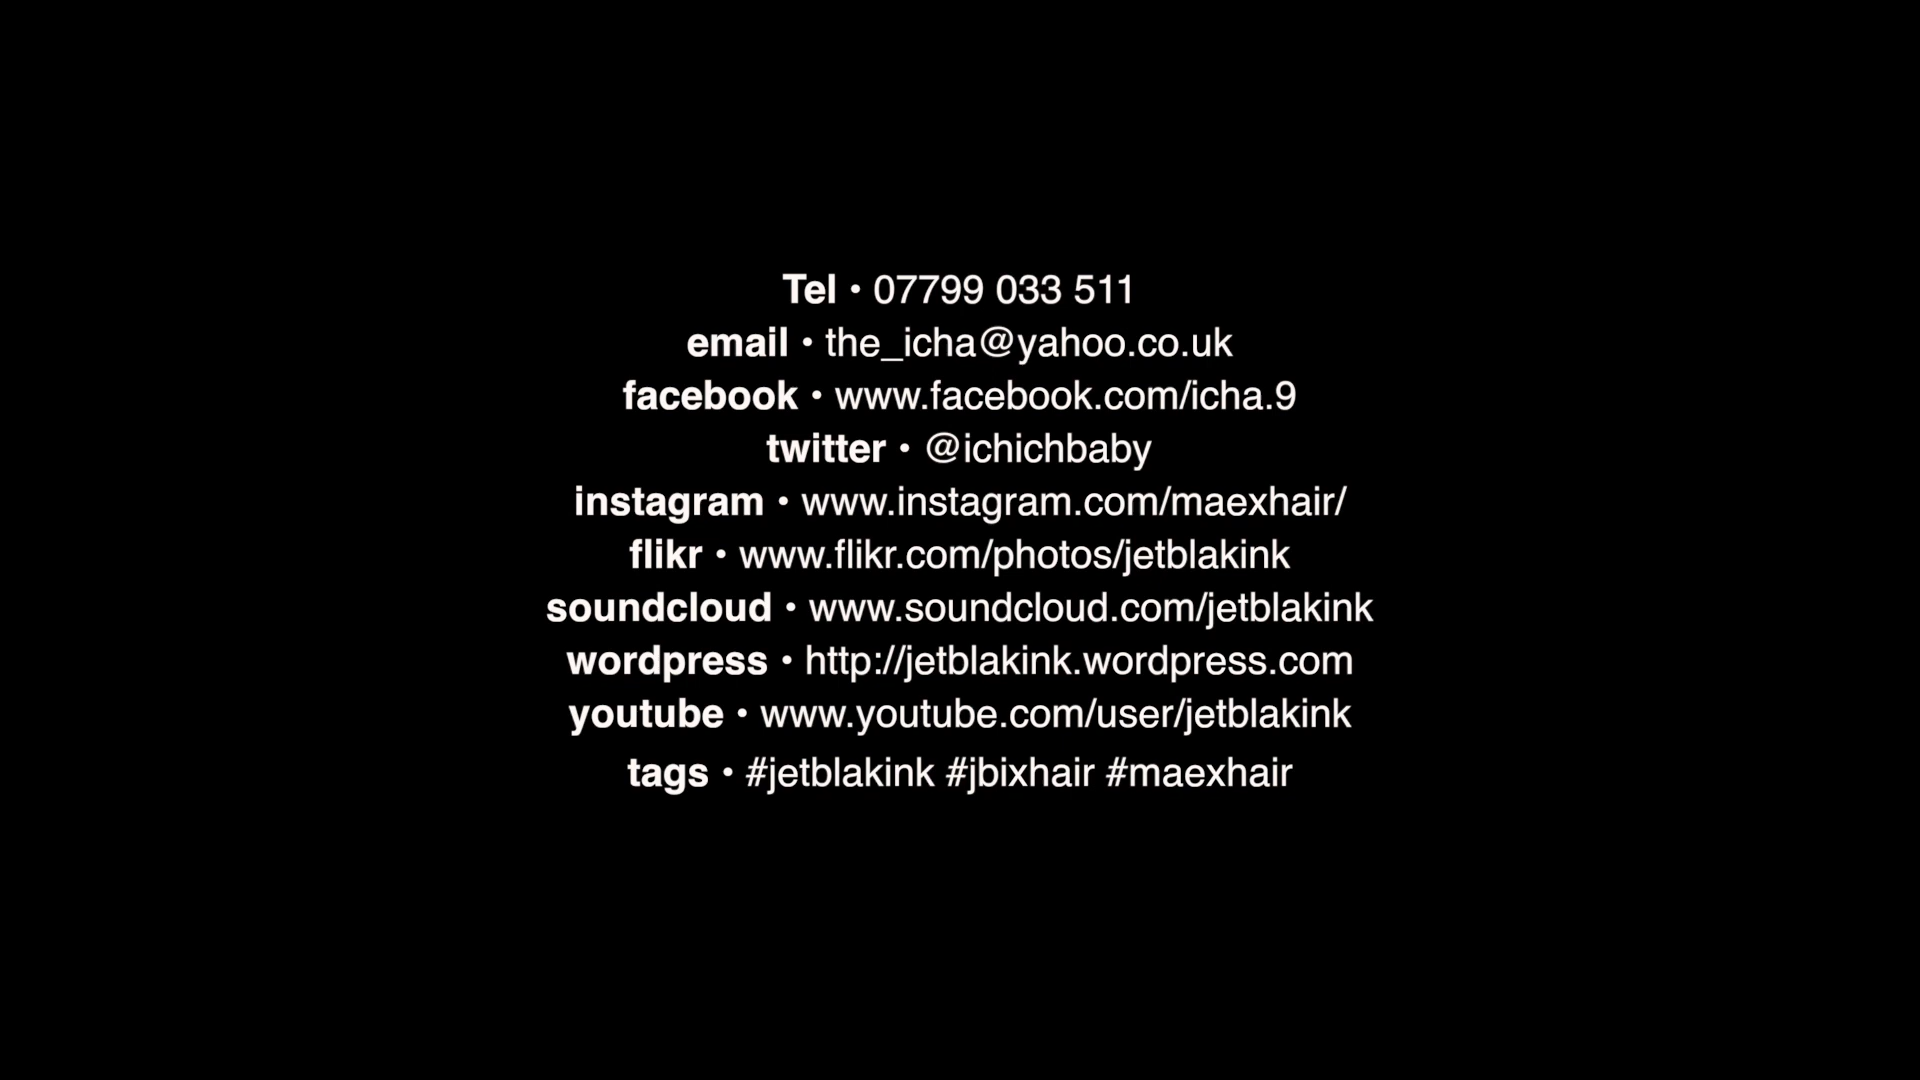 Tel • 07799 033 511
email • the_icha@yahoo.co.uk
facebook • www.facebook.com/icha.9
twitter • @ichichbaby
instagram • www.instagram.com/maexhair/
flikr • www.flikr.com/photos/jetblakink
soundcloud • www.soundcloud.com/jetblakink
wordpress • http://jetblakink.wordpress.com
youtube • www.youtube.com/user/jetblakink
tags • #jetblakink #jbixhair #maexhair